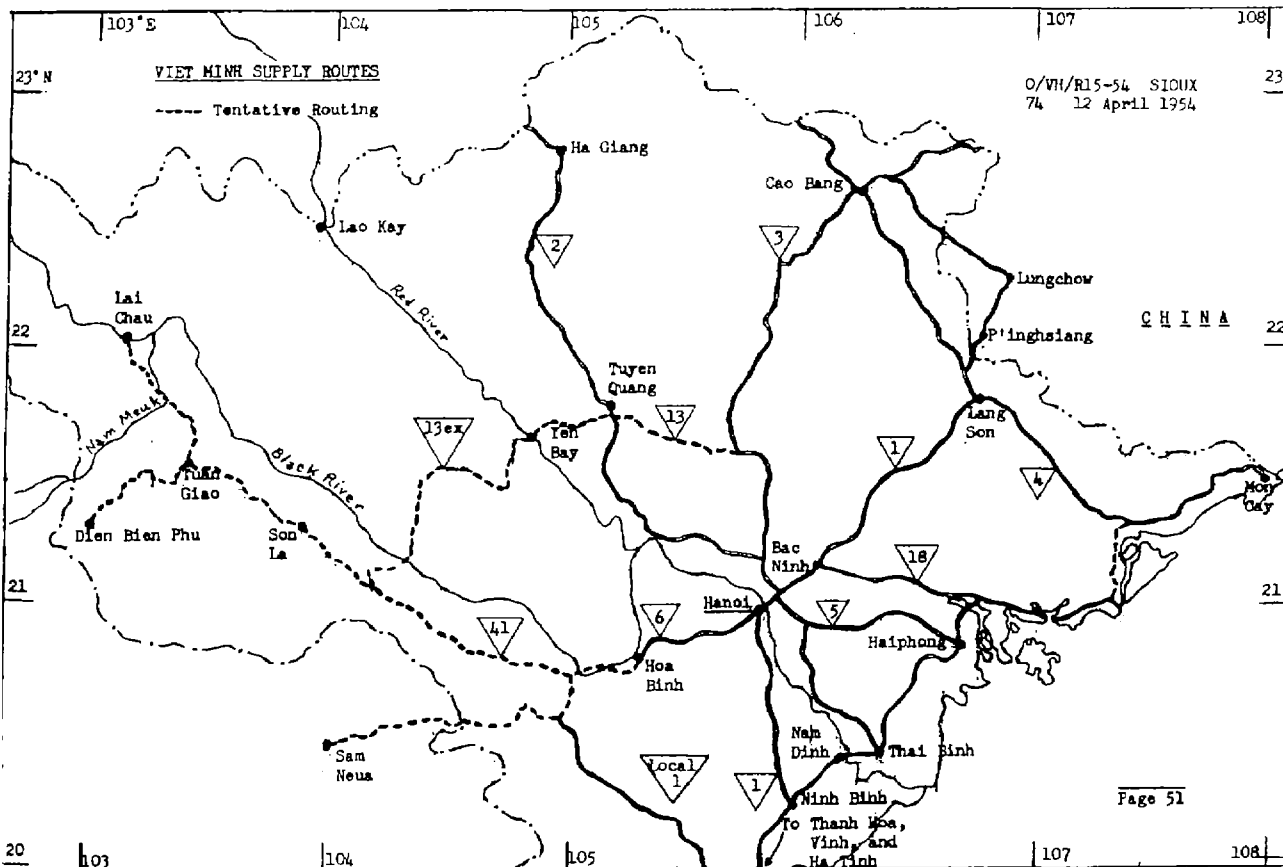 103°E 104 105 106 107 108
VIET MINH SUPPLY ROUTES
23°N
23
---- Tentative Routing
O/VH/R15-54 SIOUX
74 12 April 1954
Ha Giang
Cao Bang
Lao Kay
2
3
Lungchow
Lai
Chau
Red River
P'inghsiang
CHINA
22
22
Tuyen
Quang
Nam Meuk
13ex
13
Yen
Bay
Lang
Son
1
4
Black River
Tuan
Giao
Mon
Cay
Dien Bien Phu
Son
La
Bac
Ninh
18
21
21
Hanoi
5
6
41
Haiphong
Hoa
Binh
Nam
Dinh
Thai Binh
Sam
Neua
Local
1
1
Ninh Binh
Page 51
To Thanh Hoa,
Vinh, and
Ha Tinh
20 103 104 105 107 108